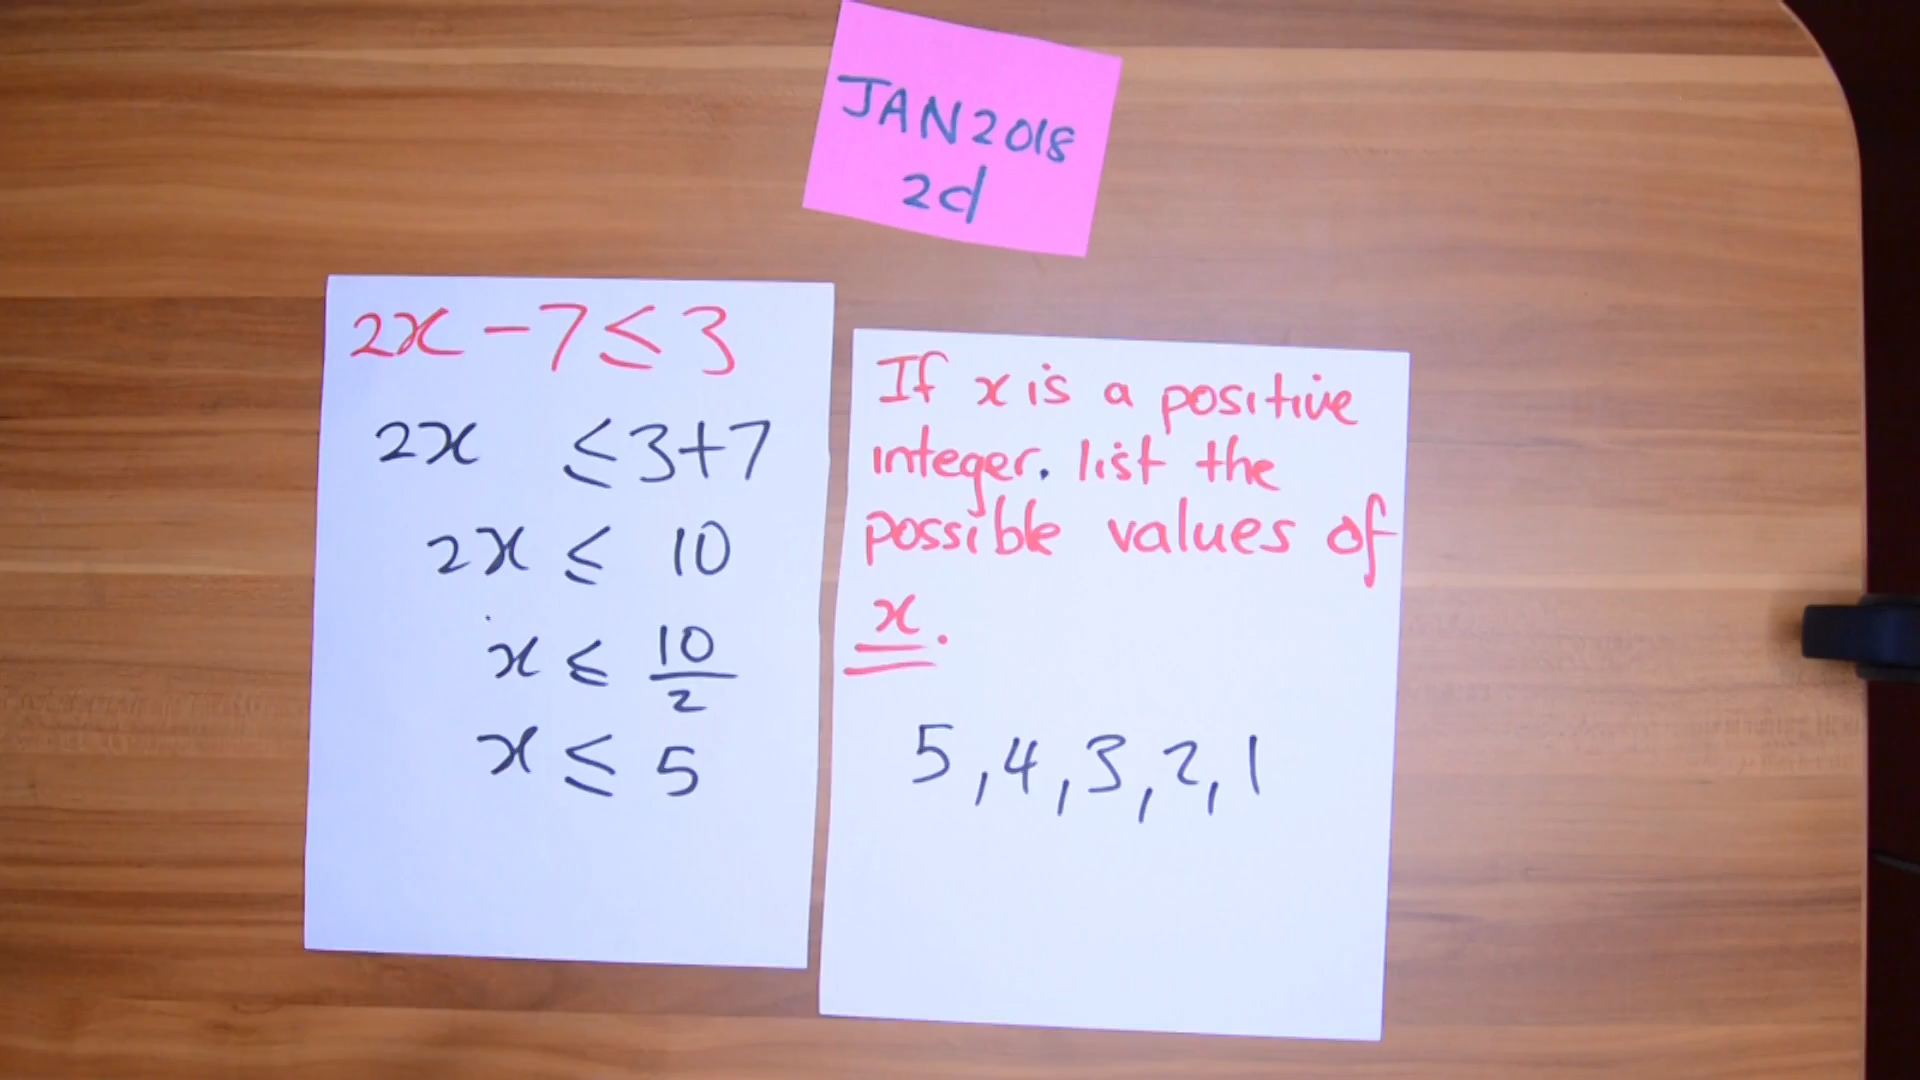 JAN 2018
2d
2x - 7 ≤ 3
2x ≤ 3+7
2x ≤ 10
x ≤ 10/2
x ≤ 5
If x is a positive
integer. list the
possible values of
x.
5, 4, 3, 2, 1